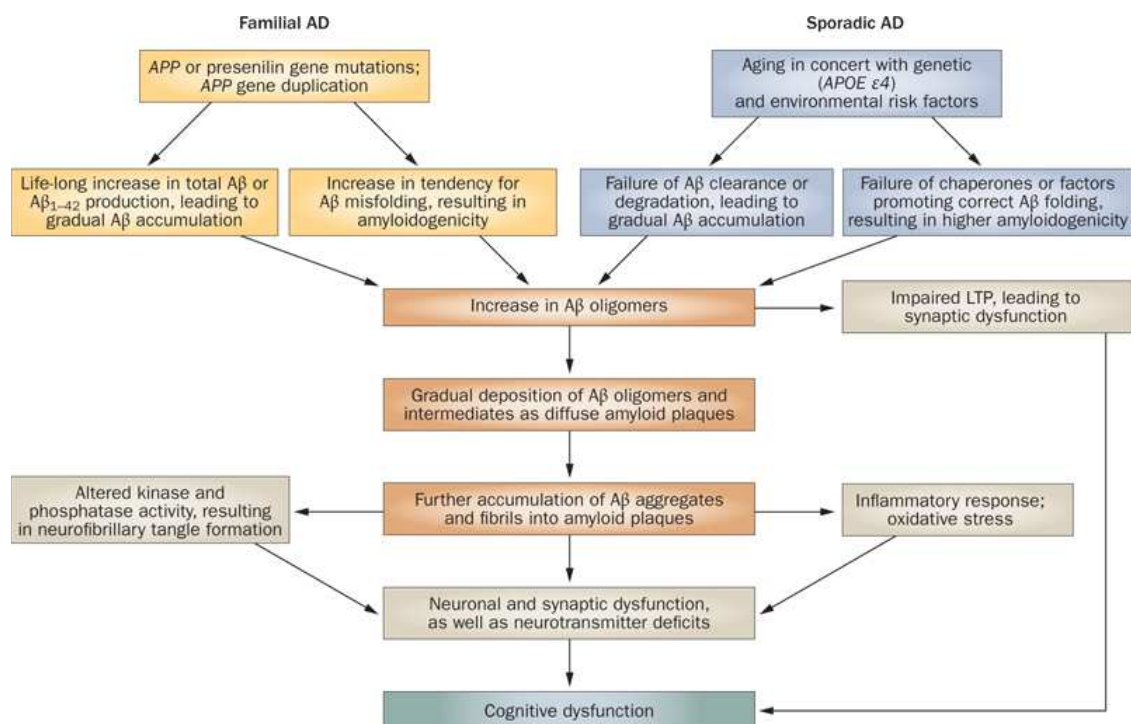 Familial AD
Sporadic AD
APP or presenilin gene mutations;
APP gene duplication
Aging in concert with genetic
(APOE ε4)
and environmental risk factors
Life-long increase in total Aβ or
Aβ1–42 production, leading to
gradual Aβ accumulation
Increase in tendency for
Aβ misfolding, resulting in
amyloidogenicity
Failure of Aβ clearance or
degradation, leading to
gradual Aβ accumulation
Failure of chaperones or factors
promoting correct Aβ folding,
resulting in higher amyloidogenicity
Increase in Aβ oligomers
Impaired LTP, leading to
synaptic dysfunction
Gradual deposition of Aβ oligomers and
intermediates as diffuse amyloid plaques
Altered kinase and
phosphatase activity, resulting
in neurofibrillary tangle formation
Further accumulation of Aβ aggregates
and fibrils into amyloid plaques
Inflammatory response;
oxidative stress
Neuronal and synaptic dysfunction,
as well as neurotransmitter deficits
Cognitive dysfunction